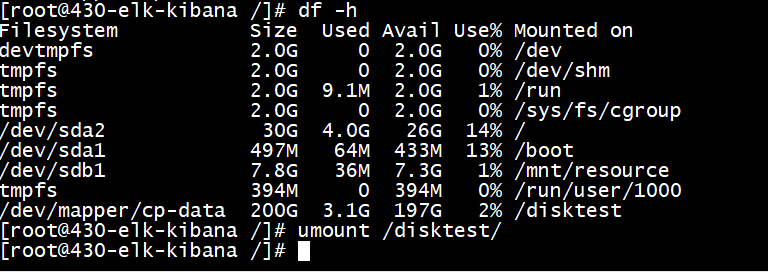 [root@430-elk-kibana /]# df -h
Filesystem Size Used Avail Use% Mounted on
devtmpfs 2.0G 0 2.0G 0% /dev
tmpfs 2.0G 0 2.0G 0% /dev/shm
tmpfs 2.0G 9.1M 2.0G 1% /run
tmpfs 2.0G 0 2.0G 0% /sys/fs/cgroup
/dev/sda2 30G 4.0G 26G 14% /
/dev/sda1 497M 64M 433M 13% /boot
/dev/sdb1 7.8G 36M 7.3G 1% /mnt/resource
tmpfs 394M 0 394M 0% /run/user/1000
/dev/mapper/cp-data 200G 3.1G 197G 2% /disktest
[root@430-elk-kibana /]# umount /disktest/
[root@430-elk-kibana /]#